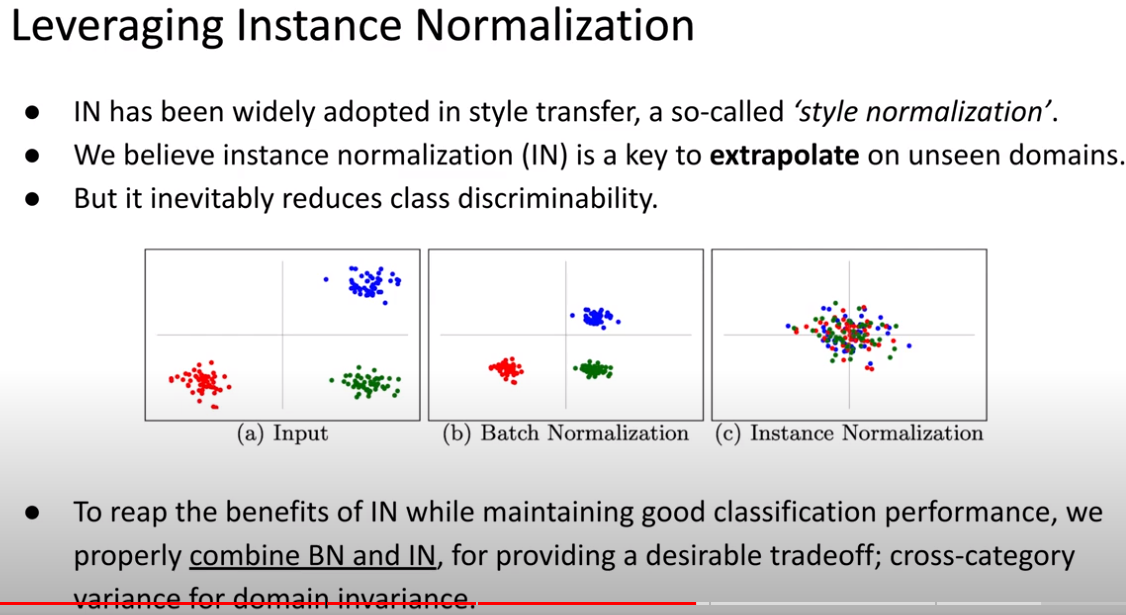 Leveraging Instance Normalization
● IN has been widely adopted in style transfer, a so-called ‘style normalization’.
● We believe instance normalization (IN) is a key to extrapolate on unseen domains.
● But it inevitably reduces class discriminability.
(a) Input
(b) Batch Normalization
(c) Instance Normalization
● To reap the benefits of IN while maintaining good classification performance, we
properly combine BN and IN, for providing a desirable tradeoff; cross-category
variance for domain invariance.